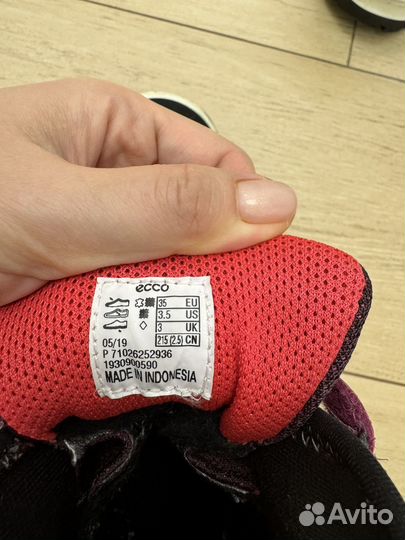 ecco
35 EU
3.5 US
3 UK
215 (2.5) CN
05/19
P 71026252936
1930900590
MADE IN INDONESIA
Avito